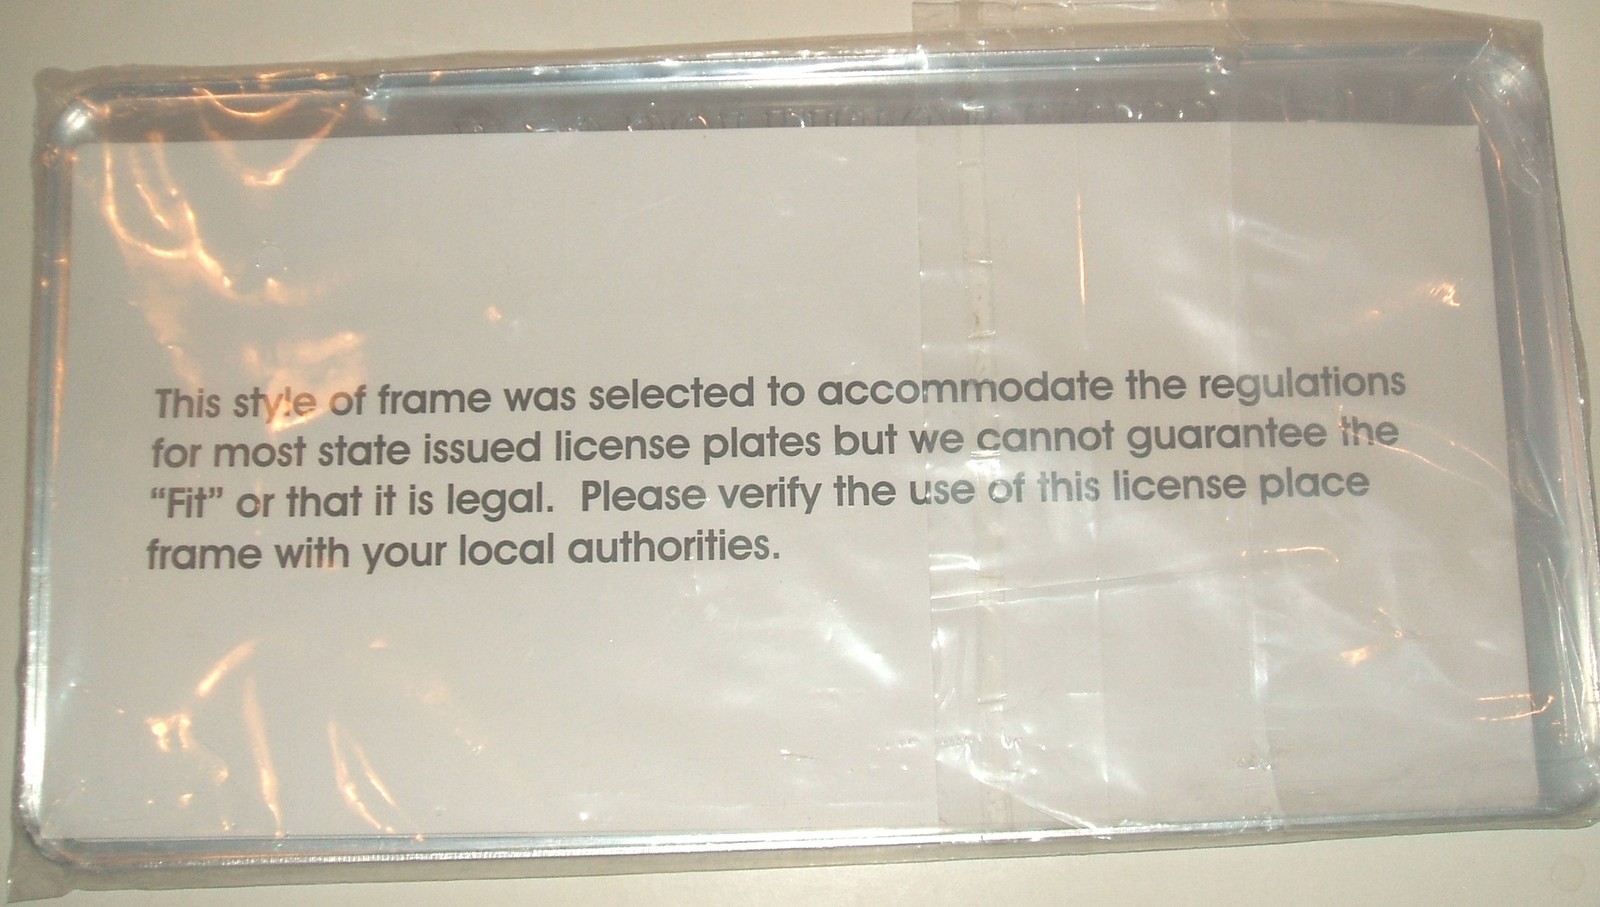 This style of frame was selected to accommodate the regulations
for most state issued license plates but we cannot guarantee the
“Fit” or that it is legal.  Please verify the use of this license place
frame with your local authorities.